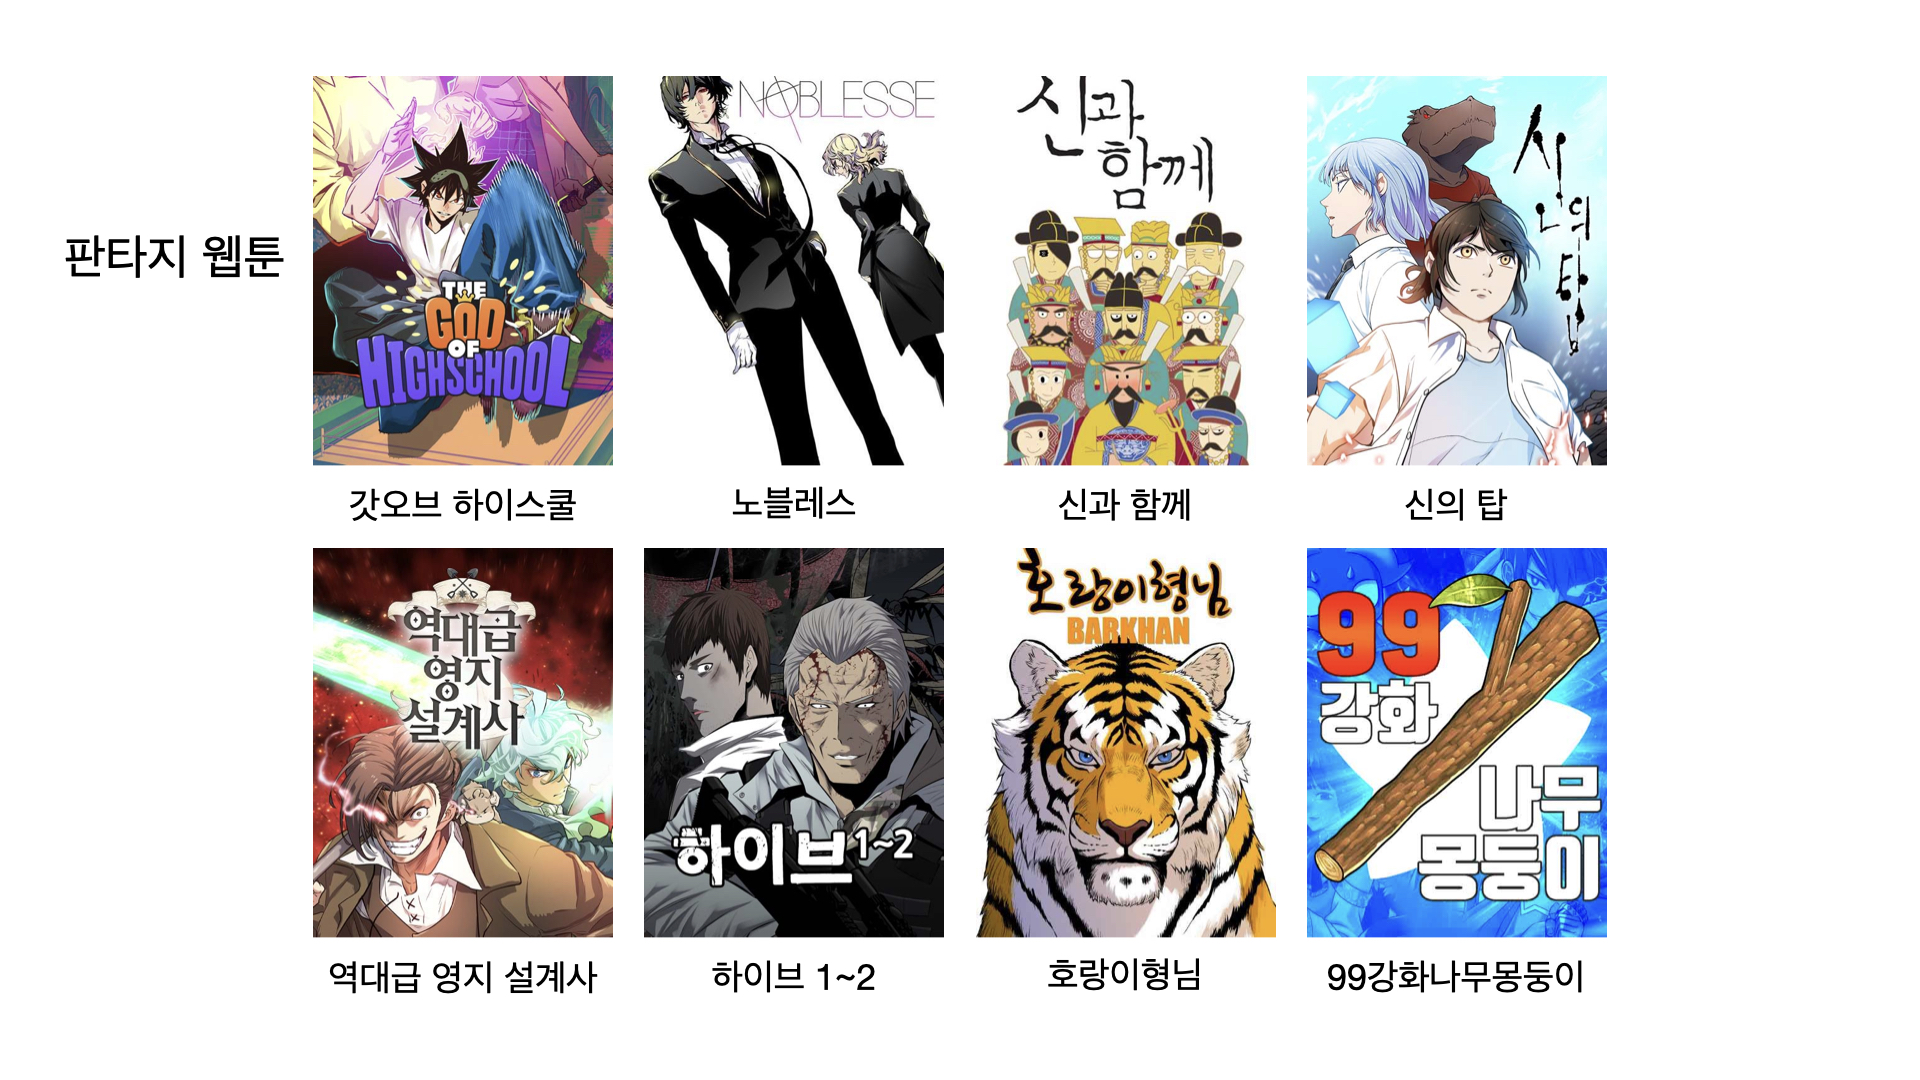 판타지 웹툰
THE
GOD
OF
HIGHSCHOOL
NOBLESSE
신과
함께
신의 탑
갓오브 하이스쿨
노블레스
신과 함께
신의 탑
역대급
영지
설계사
하이브 1~2
호랑이형님
BARKHAN
99
강화
나무
몽둥이
역대급 영지 설계사
하이브 1~2
호랑이형님
99강화나무몽둥이